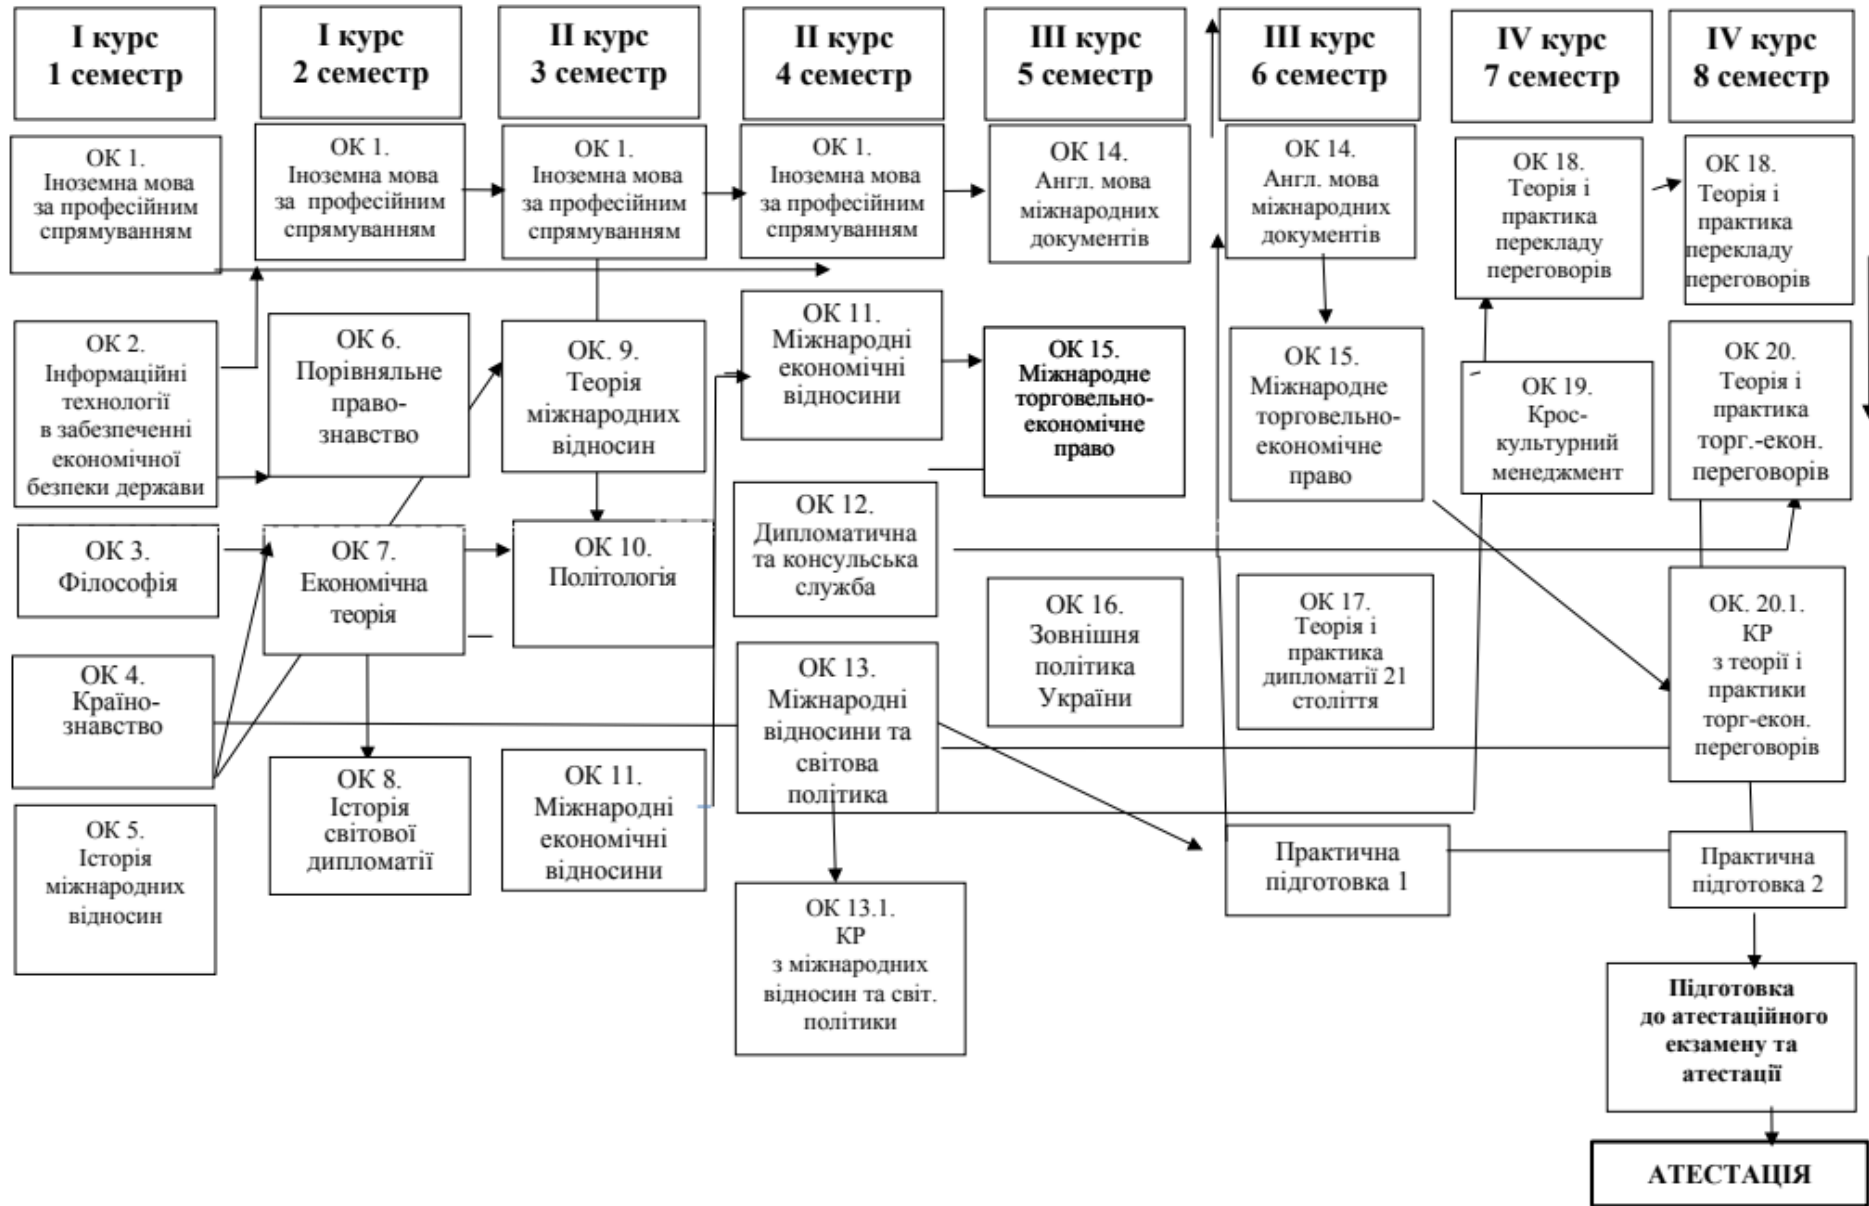 І курс
1 семестр
І курс
2 семестр
ІІ курс
3 семестр
ІІ курс
4 семестр
ІІІ курс
5 семестр
ІІІ курс
6 семестр
IV курс
7 семестр
IV курс
8 семестр
ОК 1.
Іноземна мова
за професійним
спрямуванням
ОК 2.
Інформаційні
технології
в забезпеченні
економічної
безпеки держави
ОК 3.
Філософія
ОК 4.
Країно-
знавство
ОК 5.
Історія
міжнародних
відносин
ОК 1.
Іноземна мова
за професійним
спрямуванням
ОК 6.
Порівняльне
право-
знавство
ОК 7.
Економічна
теорія
ОК 8.
Історія
світової
дипломатії
ОК 1.
Іноземна мова
за професійним
спрямуванням
ОК. 9.
Теорія
міжнародних
відносин
ОК 10.
Політологія
ОК 11.
Міжнародні
економічні
відносини
ОК 1.
Іноземна мова
за професійним
спрямуванням
ОК 11.
Міжнародні
економічні
відносини
ОК 12.
Дипломатична
та консульська
служба
ОК 13.
Міжнародні
відносини та
світова
політика
ОК 13.1.
КР
з міжнародних
відносин та світ.
політики
ОК 14.
Англ. мова
міжнародних
документів
ОК 15.
Міжнародне
торговельно-
економічне
право
ОК 16.
Зовнішня
політика
України
ОК 14.
Англ. мова
міжнародних
документів
ОК 15.
Міжнародне
торговельно-
економічне
право
ОК 17.
Теорія і
практика
дипломатії 21
століття
Практична
підготовка 1
ОК 18.
Теорія і
практика
перекладу
переговорів
ОК 19.
Крос-
культурний
менеджмент
ОК 18.
Теорія і
практика
перекладу
переговорів
ОК 20.
Теорія і
практика
торг.-екон.
переговорів
ОК. 20.1.
КР
з теорії і
практики
торг-екон.
переговорів
Практична
підготовка 2
Підготовка
до атестаційного
екзамену та
атестації
АТЕСТАЦІЯ